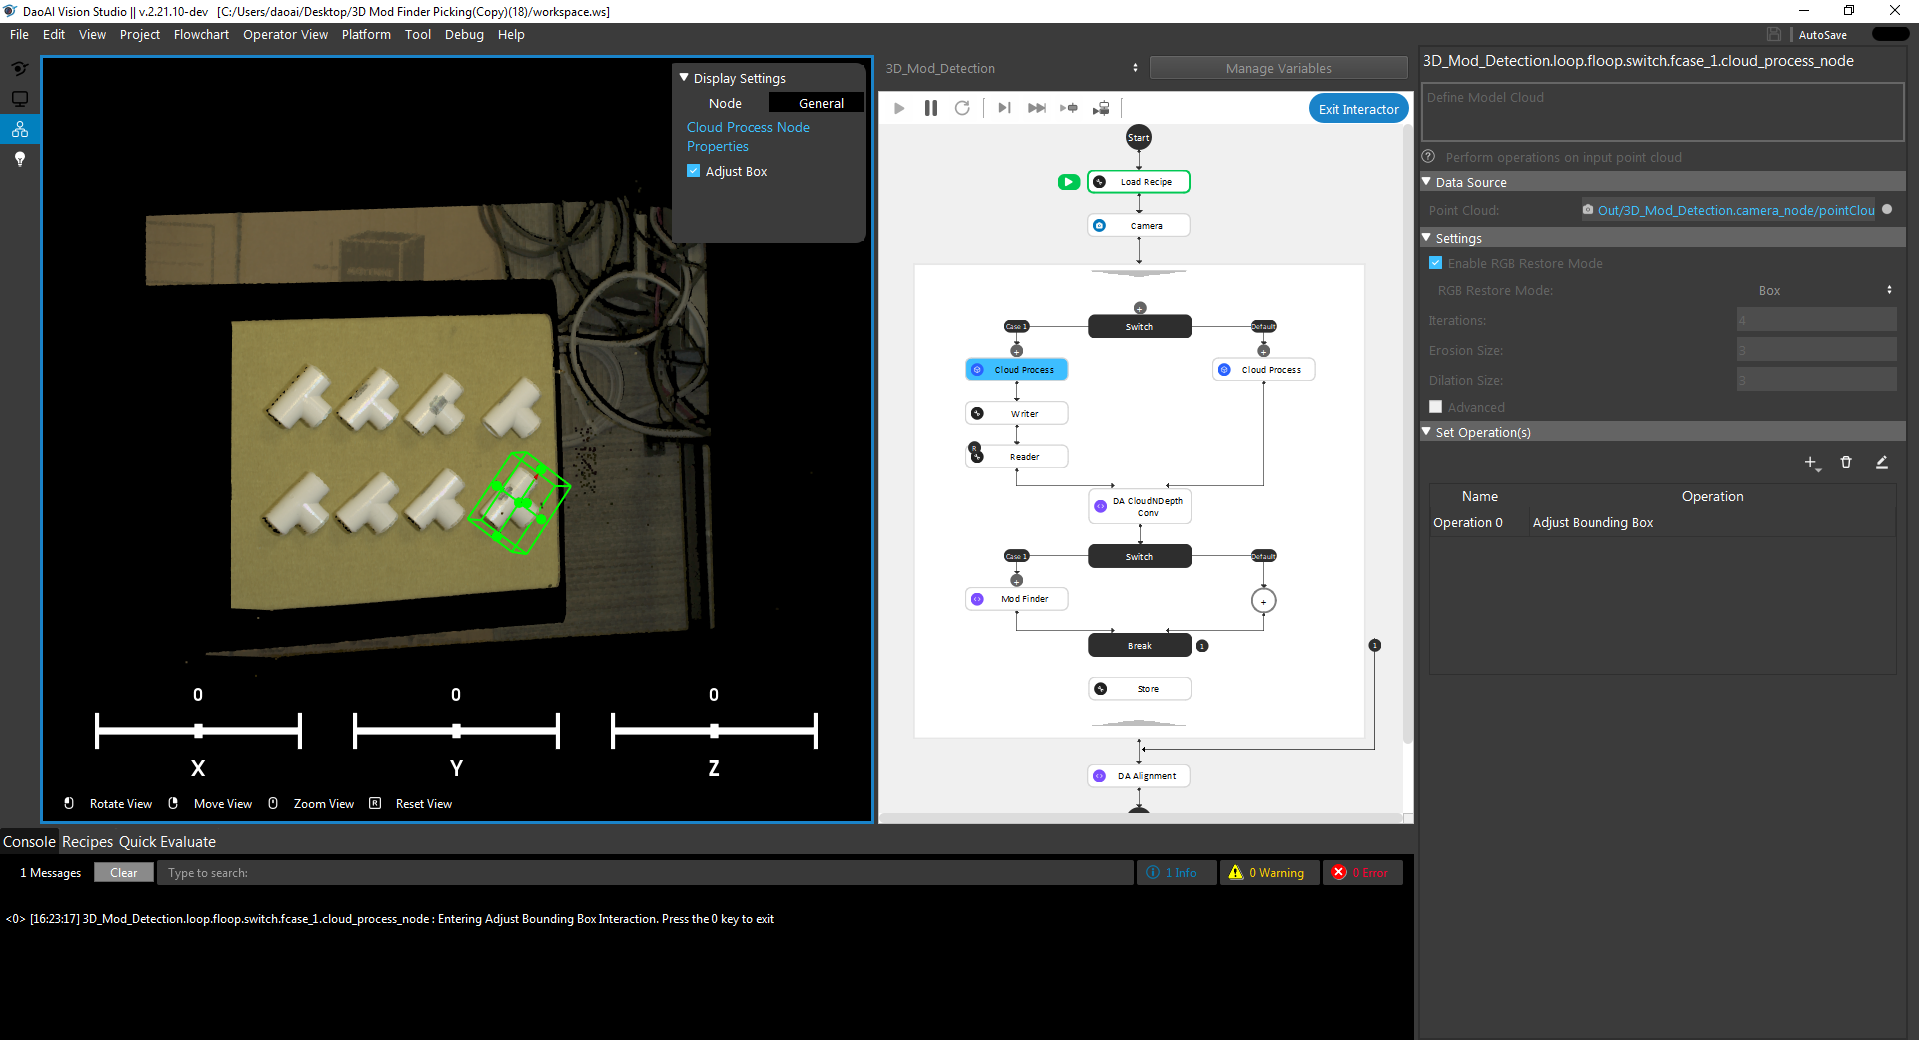 DaoAI Vision Studio || v.2.21.10-dev   [C:/Users/daoai/Desktop/3D Mod Finder Picking(Copy)(18)/workspace.ws]
File Edit View Project Flowchart Operator View Platform Tool Debug Help
AutoSave
Display Settings
Node General
Cloud Process Node
Properties
Adjust Box
0 0 0
X Y Z
Rotate View Move View Zoom View R Reset View
3D_Mod_Detection Manage Variables
Exit Interactor
Start
Load Recipe
Camera
Case 1 Switch Default
Cloud Process Cloud Process
Writer
R
Reader
DA CloudNDepth
Conv
Case 1 Switch Default
Mod Finder
Break 1 1
Store
DA Alignment
3D_Mod_Detection.loop.floop.switch.fcase_1.cloud_process_node
Define Model Cloud
Perform operations on input point cloud
Data Source
Point Cloud: Out/3D_Mod_Detection.camera_node/pointClou
Settings
Enable RGB Restore Mode
RGB Restore Mode: Box
Iterations: 4
Erosion Size: 3
Dilation Size: 3
Advanced
Set Operation(s)
Name Operation
Operation 0 Adjust Bounding Box
Console Recipes Quick Evaluate
1 Messages Clear Type to search: 1 Info 0 Warning 0 Error
<0> [16:23:17] 3D_Mod_Detection.loop.floop.switch.fcase_1.cloud_process_node : Entering Adjust Bounding Box Interaction. Press the 0 key to exit